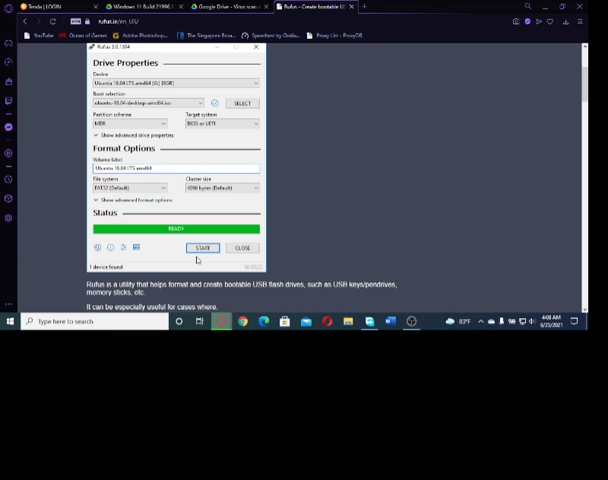 Tenda | LOGIN
Windows 11 Build 21996.
Google Drive - Virus scan
Rufus - Create bootable US
rufus.ie/en_US/
YouTube
Ocean of Games
Adobe Photoshop...
The Singapore Resu...
Speedtest by Ookla...
Proxy List - ProxyDB
Rufus 3.0.1304
Drive Properties
Device
Ubuntu 18.04 LTS amd64 (G:) [8GB]
Boot selection
ubuntu-18.04-desktop-amd64.iso
SELECT
Partition scheme
Target system
MBR
BIOS or UEFI
Show advanced drive properties
Format Options
Volume label
Ubuntu 18.04 LTS amd64
File system
Cluster size
FAT32 (Default)
4096 bytes (Default)
Show advanced format options
Status
READY
START
CLOSE
1 device found
Rufus is a utility that helps format and create bootable USB flash drives, such as USB keys/pendrives,
memory sticks, etc.
It can be especially useful for cases where:
Type here to search
83°F
4:08 AM
6/25/2021